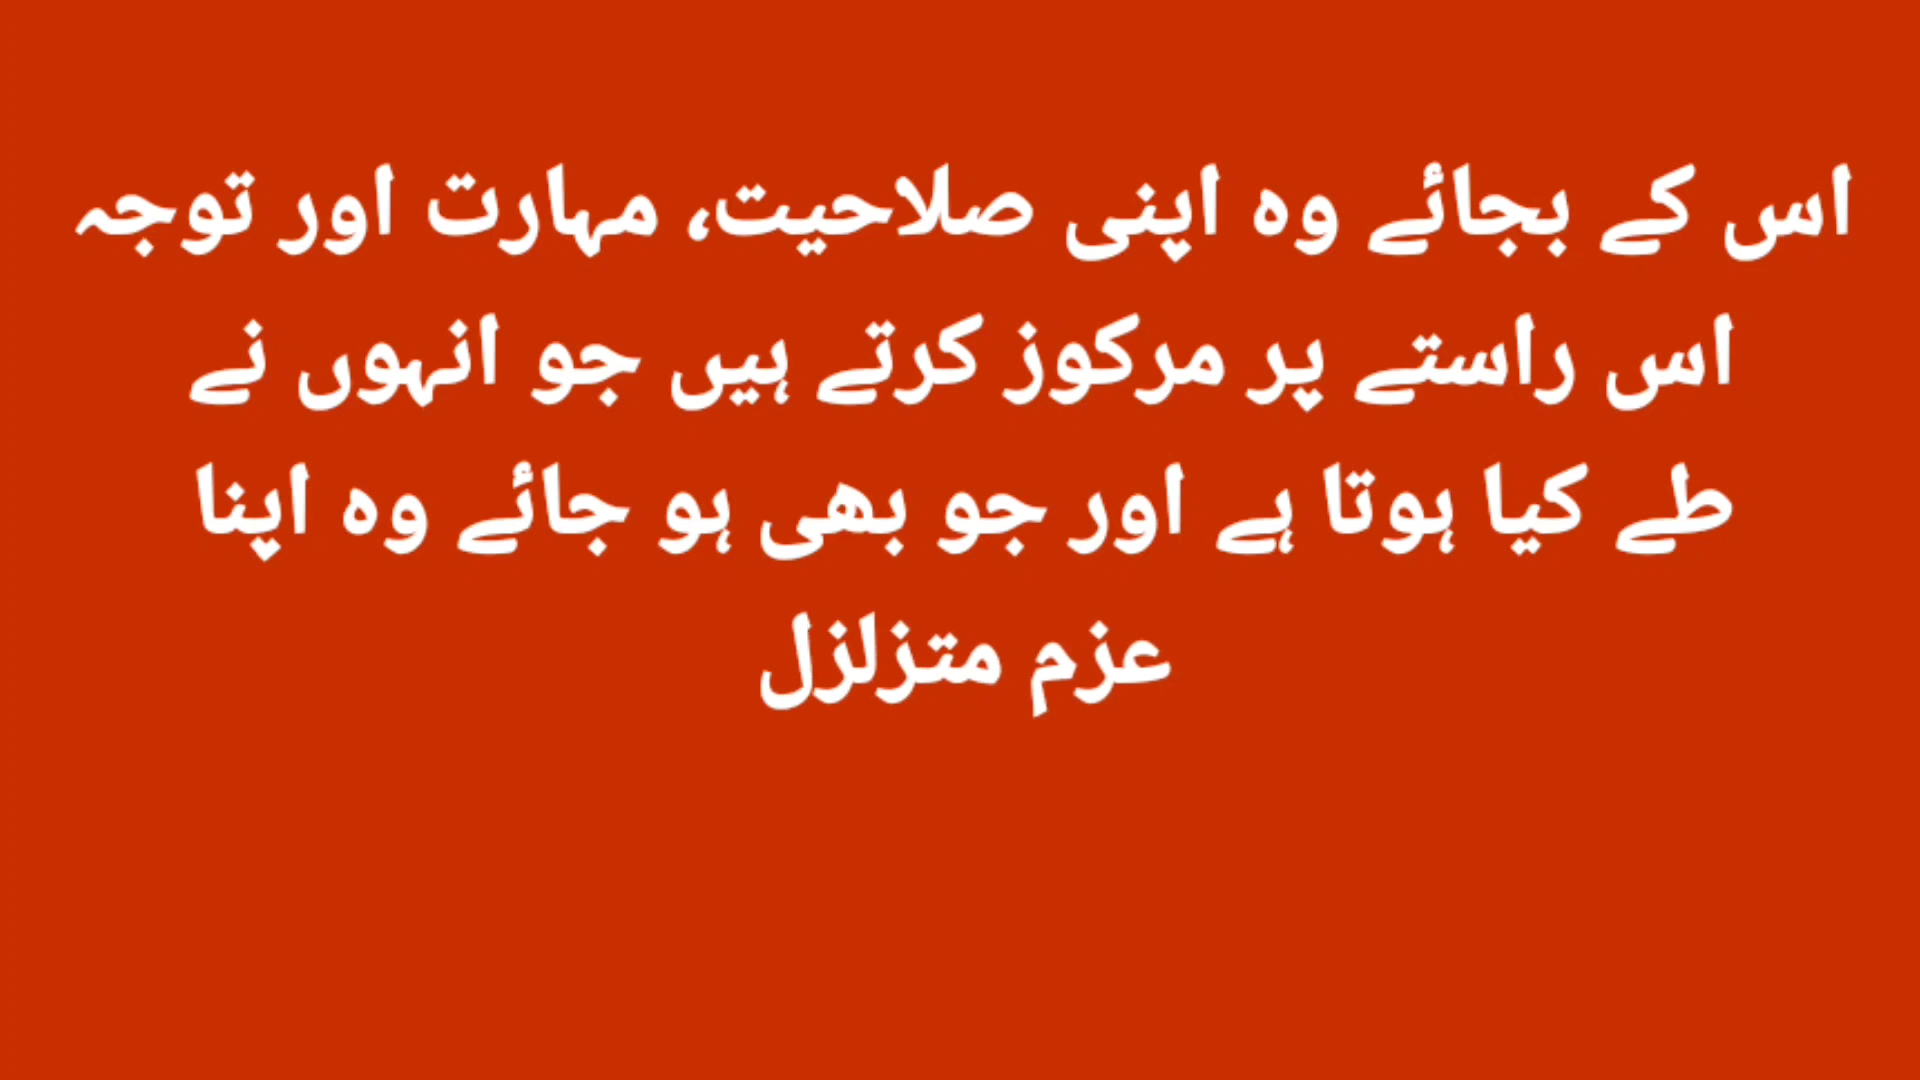 اس کے بجائے وہ اپنی صلاحیت، مہارت اور توجہ
اس راستے پر مرکوز کرتے ہیں جو انہوں نے
طے کیا ہوتا ہے اور جو بھی ہو جائے وہ اپنا
عزم متزلزل